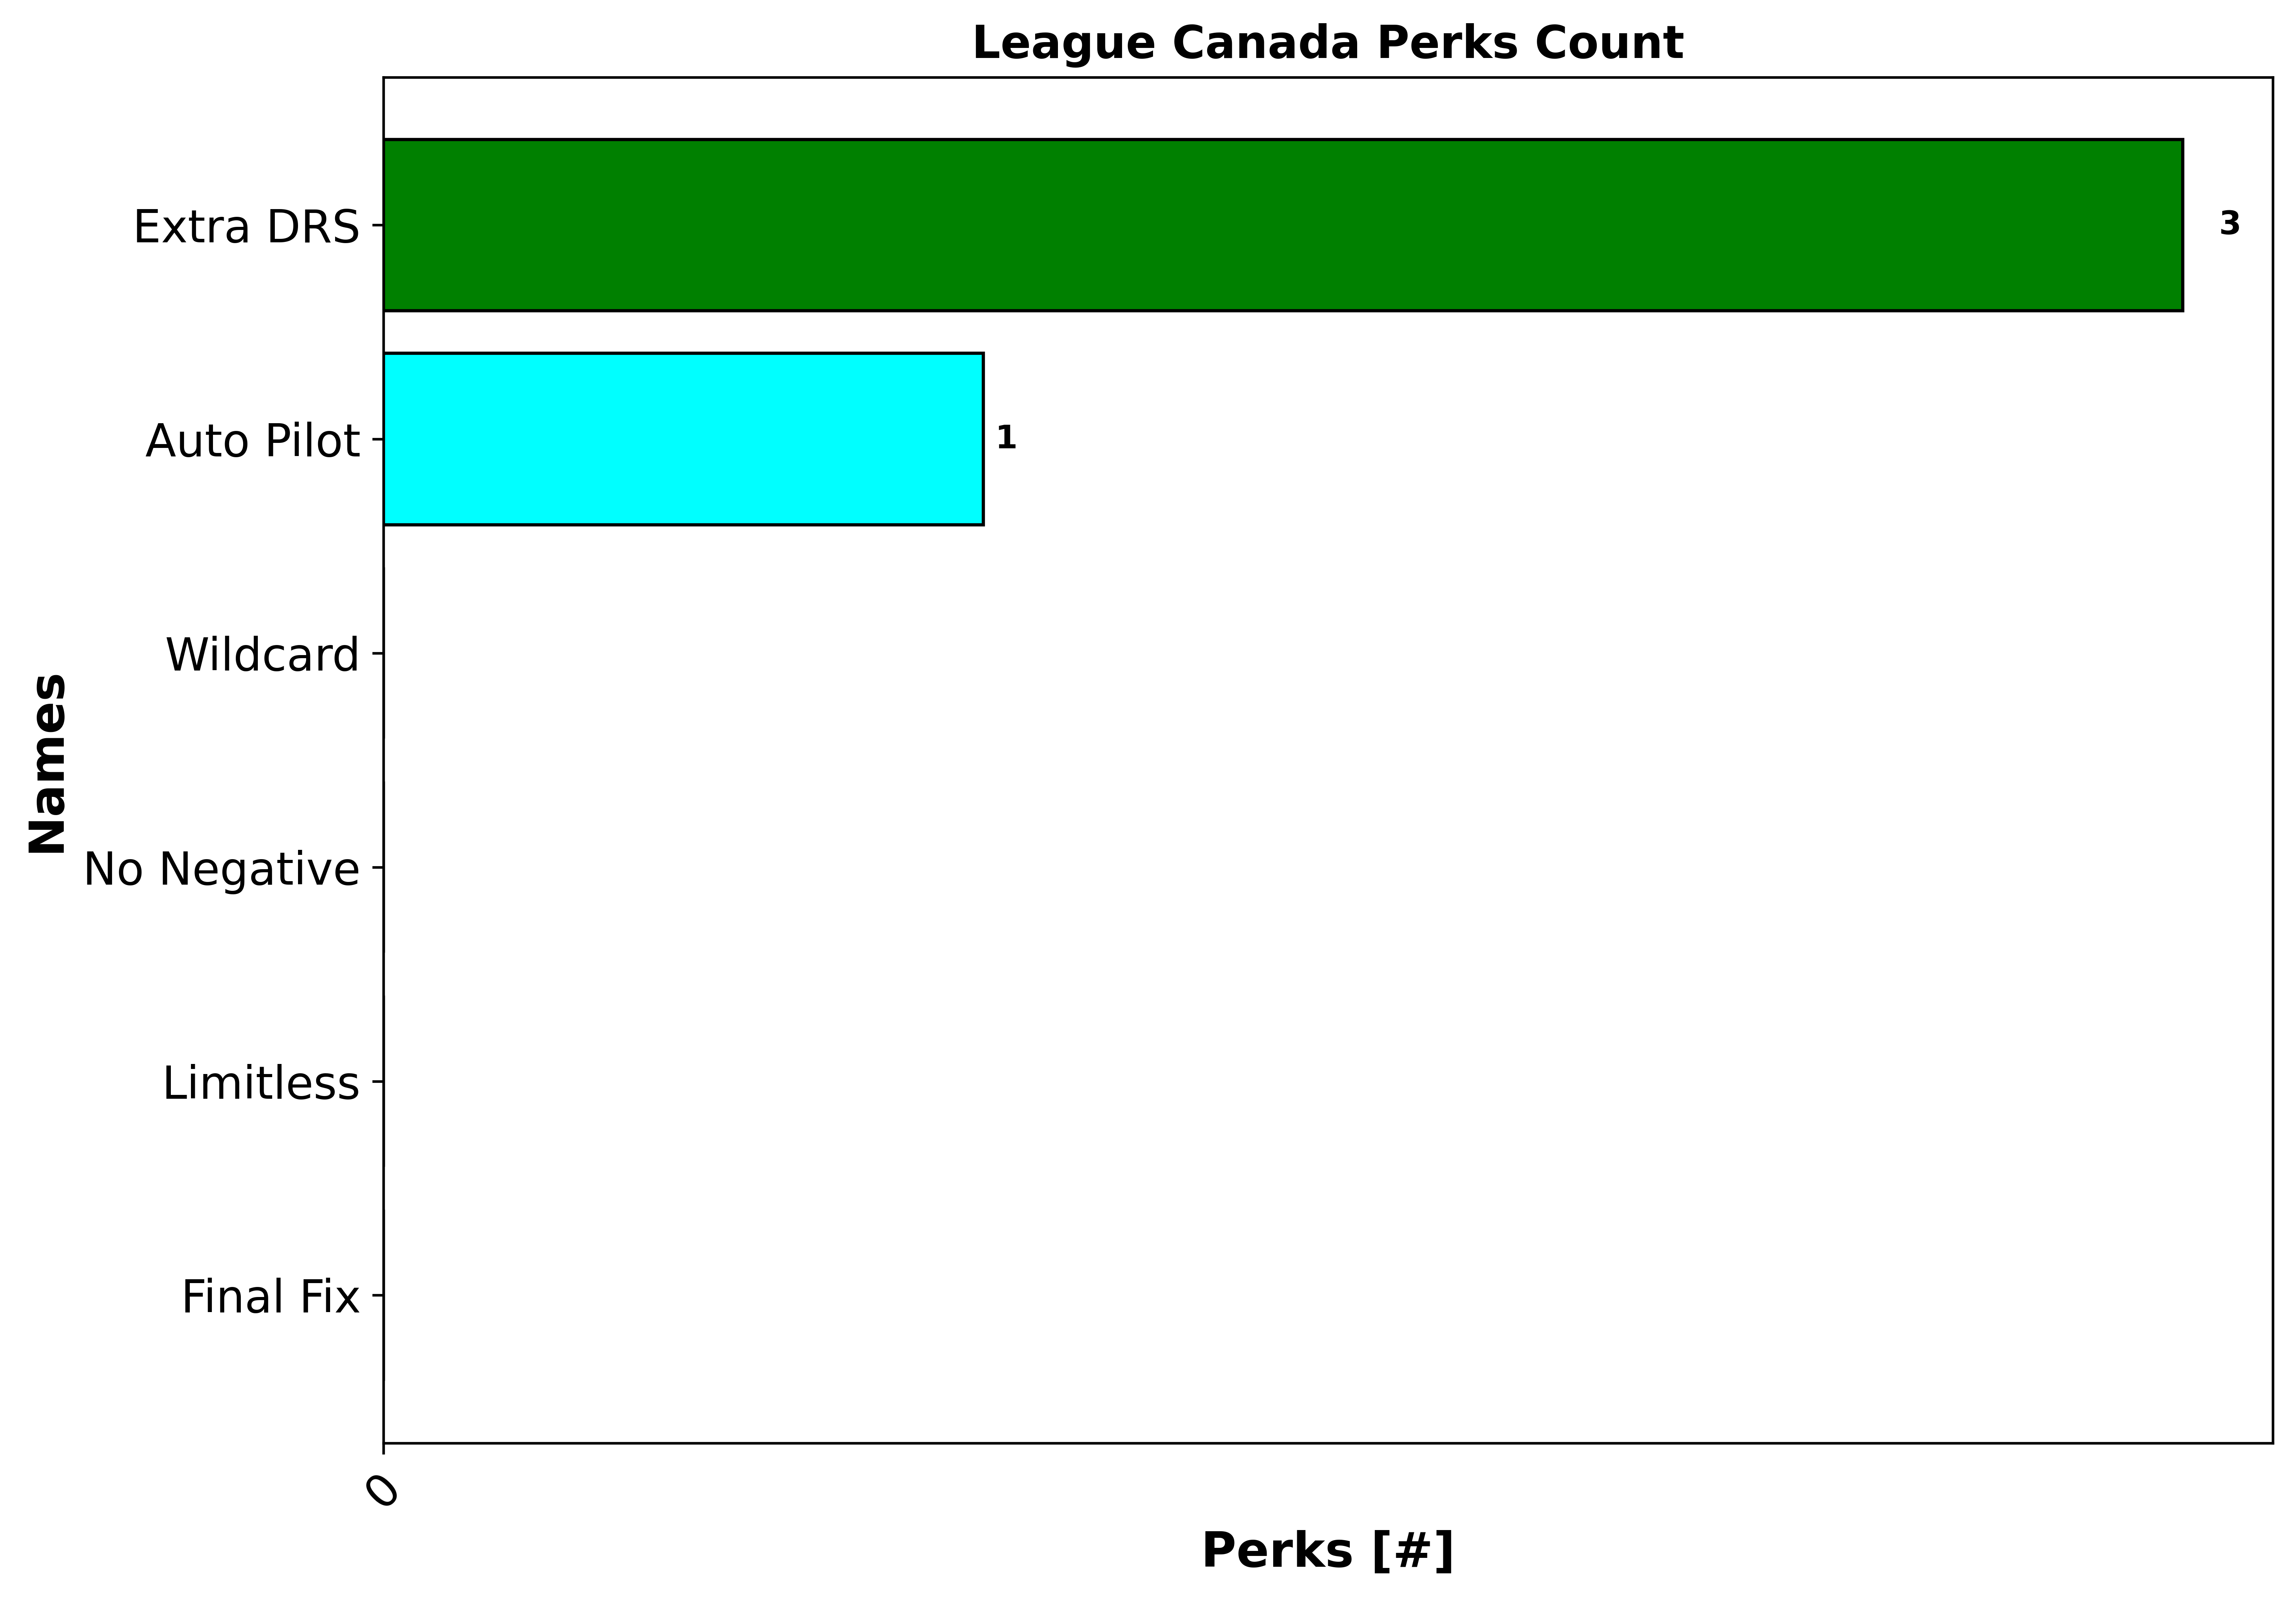 League Canada Perks Count
Extra DRS
3
Auto Pilot
1
Wildcard
No Negative
Limitless
Final Fix
Names
0
Perks [#]